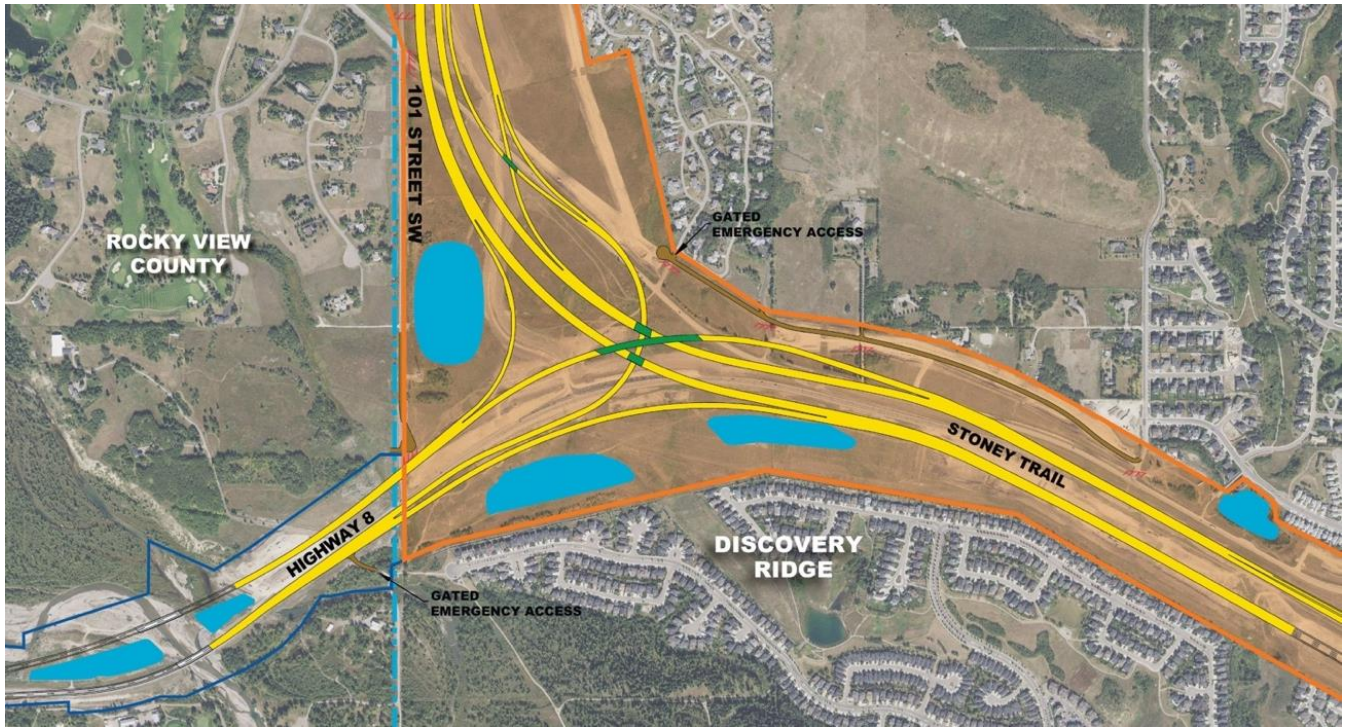 101 STREET SW
GATED
EMERGENCY ACCESS
ROCKY VIEW
COUNTY
STONEY TRAIL
HIGHWAY 8
DISCOVERY
RIDGE
GATED
EMERGENCY ACCESS